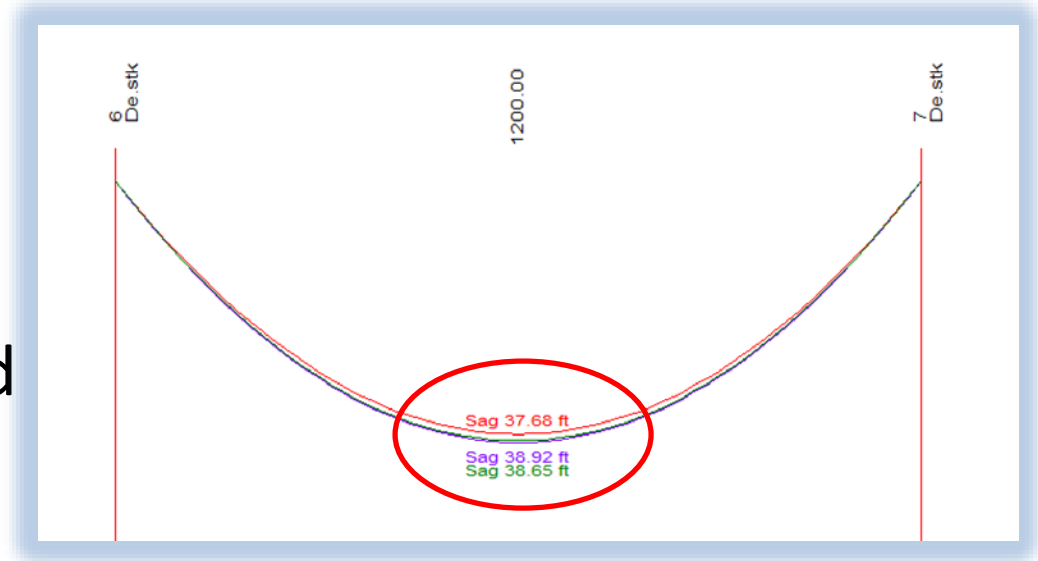 6
De.stk
1200.00
7
De.stk
d
Sag 37.68 ft
Sag 38.92 ft
Sag 38.65 ft